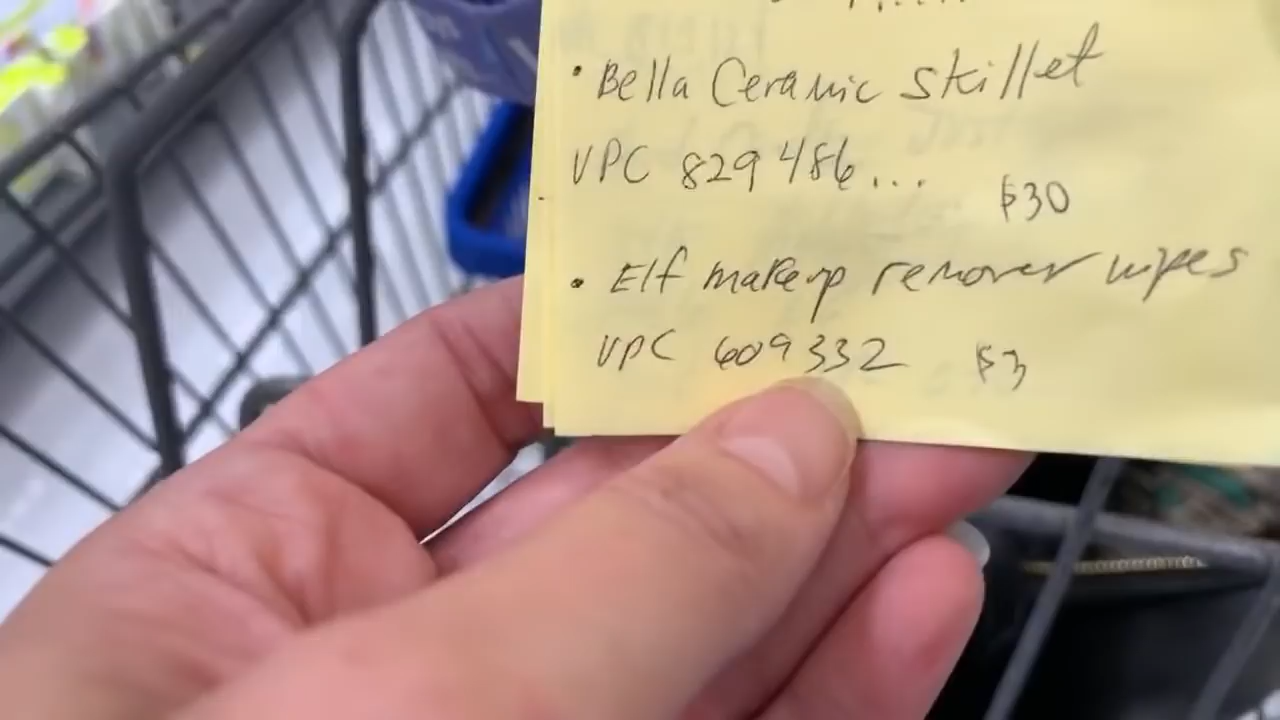 • Bella Ceramic Skillet
UPC 829486...
$30
• Elf makeup remover wipes
UPC 609332 $3